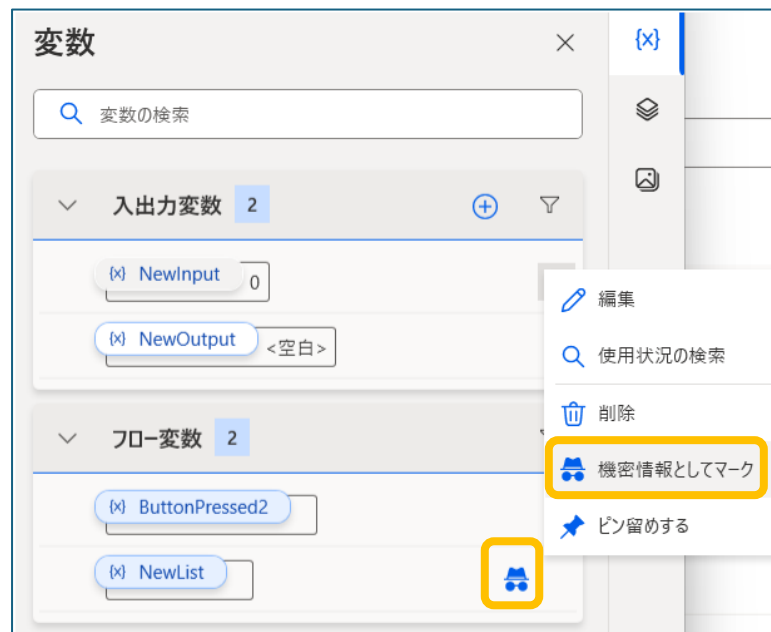 変数
{x}
変数の検索
入出力変数 2
{x} NewInput 0
{x} NewOutput <空白>
フロー変数 2
{x} ButtonPressed2
{x} NewList
編集
使用状況の検索
削除
機密情報としてマーク
ピン留めする